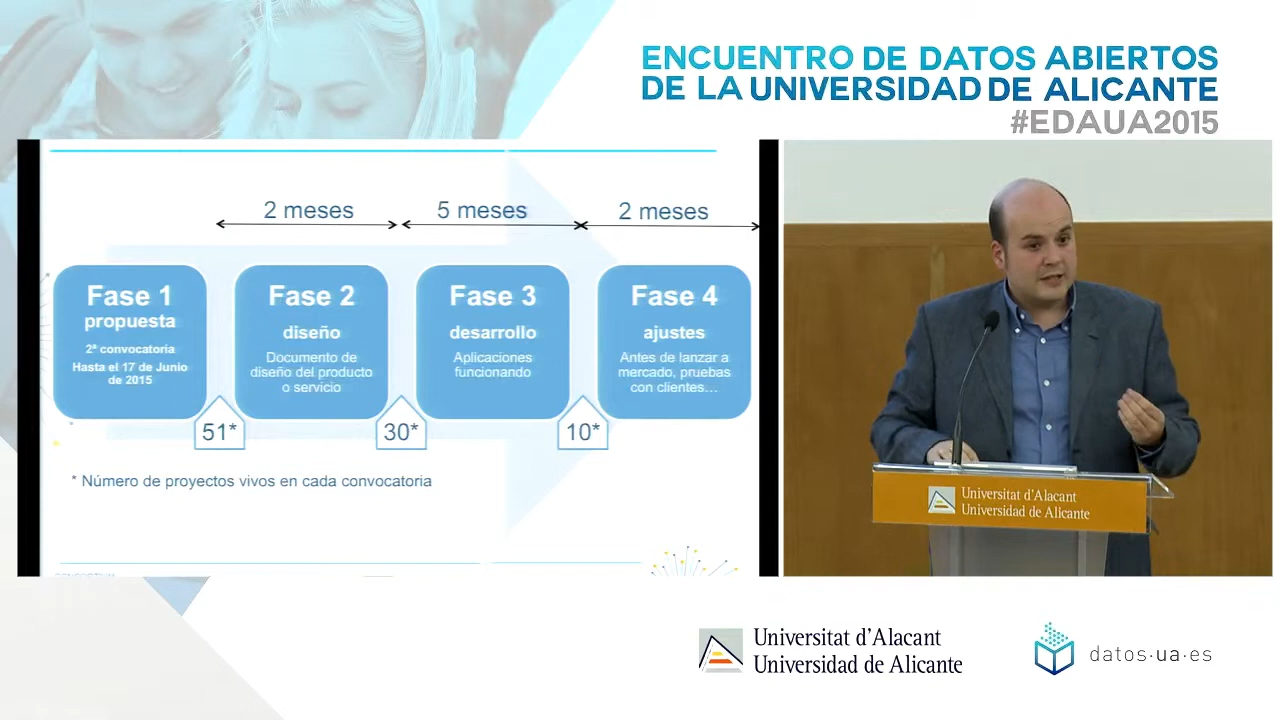 ENCUENTRO DE DATOS ABIERTOS
DE LA UNIVERSIDAD DE ALICANTE
#EDAUA2015
2 meses
5 meses
2 meses
Fase 1
propuesta
2ª convocatoria
Hasta el 17 de Junio
de 2015
Fase 2
diseño
Documento de
diseño del producto
o servicio
Fase 3
desarrollo
Aplicaciones
funcionando
Fase 4
ajustes
Antes de lanzar a
mercado, pruebas
con clientes...
51*
30*
10*
* Número de proyectos vivos en cada convocatoria
Universitat d'Alacant
Universidad de Alicante
Universitat d'Alacant
Universidad de Alicante
datos·ua·es